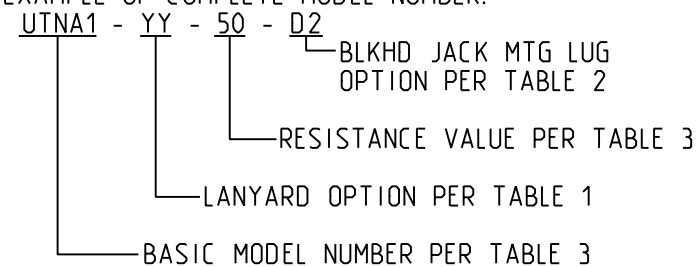 EXAMPLE OF COMPLETE MODEL NUMBER:
UTNA1 - YY - 50 - D2
BLKHD JACK MTG LUG
OPTION PER TABLE 2
RESISTANCE VALUE PER TABLE 3
LANYARD OPTION PER TABLE 1
BASIC MODEL NUMBER PER TABLE 3